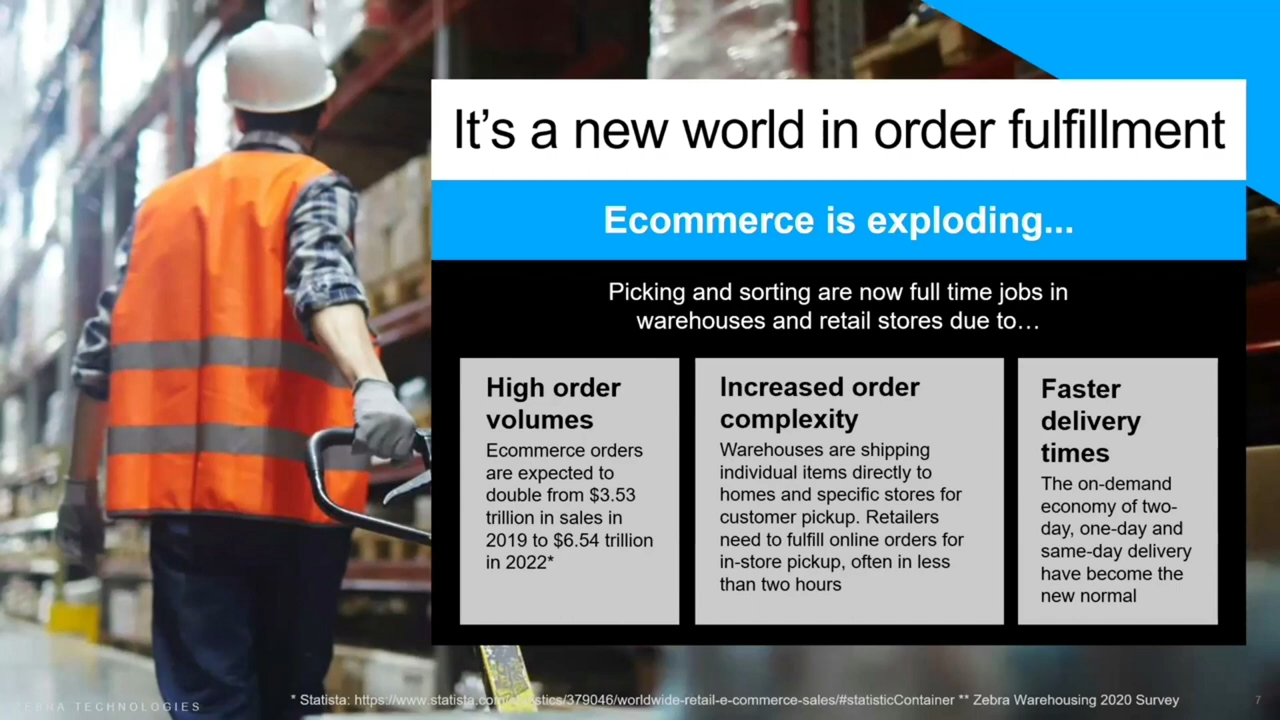 It's a new world in order fulfillment
Ecommerce is exploding...
Picking and sorting are now full time jobs in
warehouses and retail stores due to…
High order
volumes
Ecommerce orders
are expected to
double from $3.53
trillion in sales in
2019 to $6.54 trillion
in 2022*
Increased order
complexity
Warehouses are shipping
individual items directly to
homes and specific stores for
customer pickup. Retailers
need to fulfill online orders for
in-store pickup, often in less
than two hours
Faster
delivery
times
The on-demand
economy of two-
day, one-day and
same-day delivery
have become the
new normal
* Statista: https://www.statista.com/statistics/379046/worldwide-retail-e-commerce-sales/#statisticContainer ** Zebra Warehousing 2020 Survey
ZEBRA TECHNOLOGIES
7